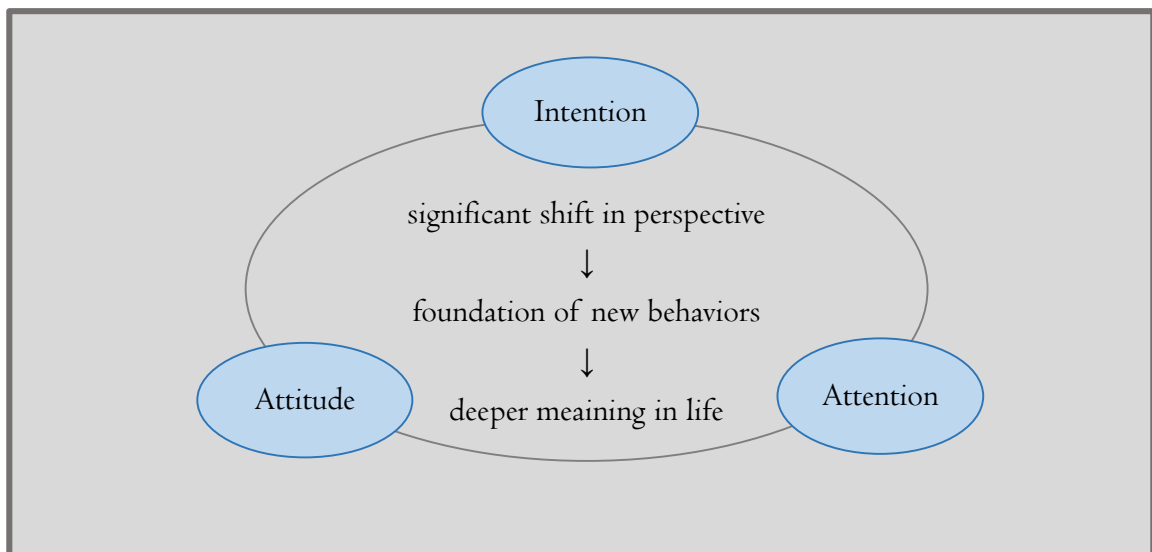 Intention
significant shift in perspective
↓
foundation of new behaviors
↓
deeper meaining in life
Attitude
Attention